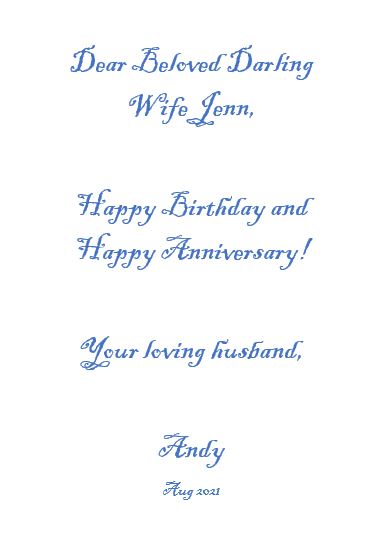 Dear Beloved Darling
Wife Jenn,
Happy Birthday and
Happy Anniversary!
Your loving husband,
Andy
Aug 2021